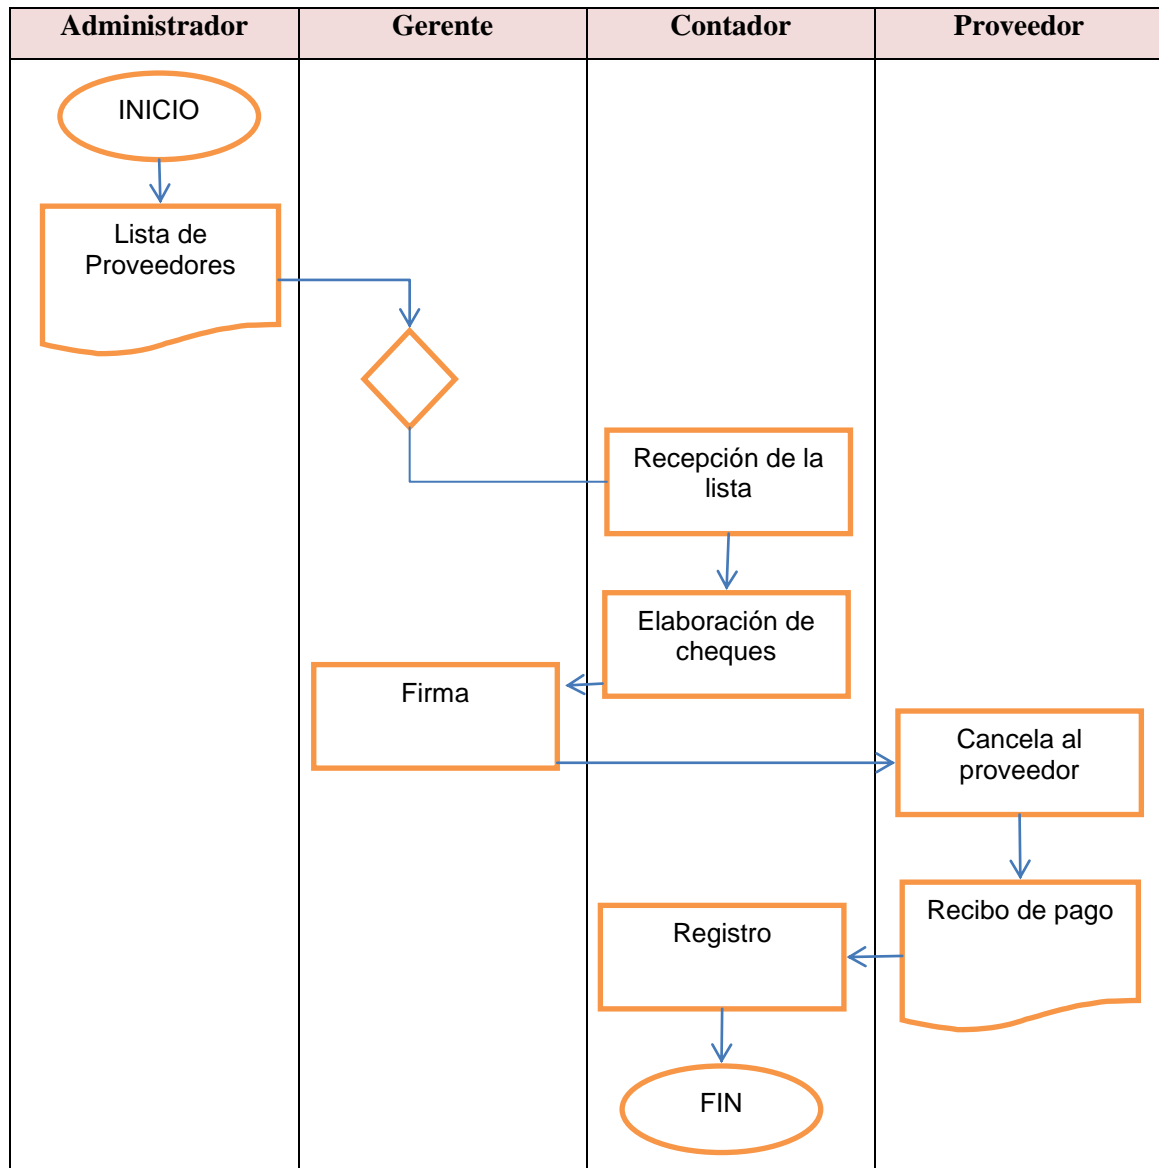 Administrador
Gerente
Contador
Proveedor
INICIO
Lista de
Proveedores
Recepción de la
lista
Elaboración de
cheques
Firma
Cancela al
proveedor
Recibo de pago
Registro
FIN